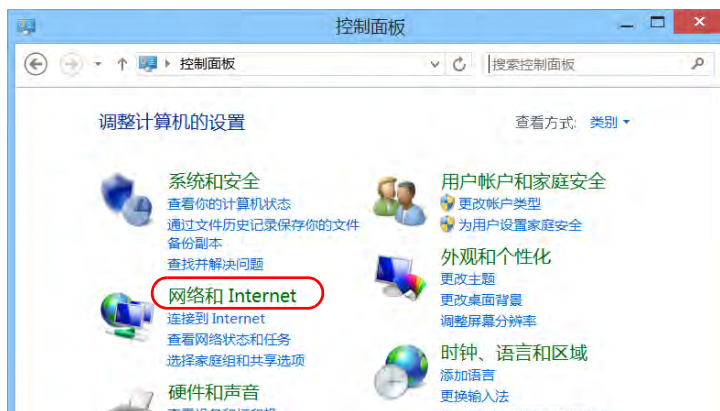 控制面板
控制面板
搜索控制面板
调整计算机的设置
查看方式: 类别
系统和安全
查看你的计算机状态
通过文件历史记录保存你的文件
备份副本
查找并解决问题
网络和 Internet
连接到 Internet
查看网络状态和任务
选择家庭组和共享选项
硬件和声音
用户帐户和家庭安全
更改帐户类型
为用户设置家庭安全
外观和个性化
更改主题
更改桌面背景
调整屏幕分辨率
时钟、语言和区域
添加语言
更换输入法